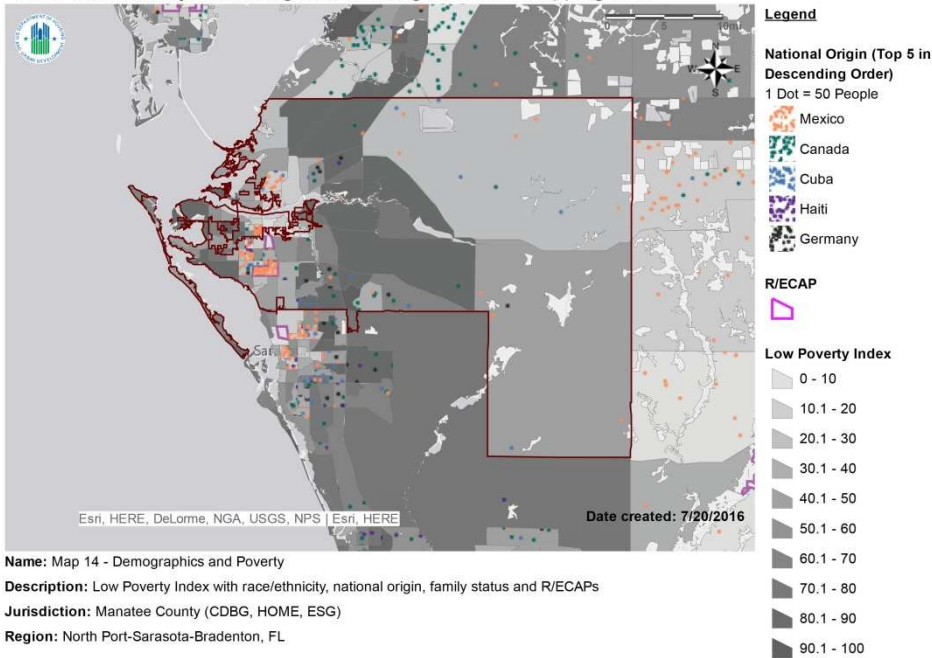 Legend
National Origin (Top 5 in
Descending Order)
1 Dot = 50 People
Mexico
Canada
Cuba
Haiti
Germany
R/ECAP
Low Poverty Index
0 - 10
10.1 - 20
20.1 - 30
30.1 - 40
40.1 - 50
50.1 - 60
60.1 - 70
70.1 - 80
80.1 - 90
90.1 - 100
0 5 10mi
N
W E
S
Sar
Esri, HERE, DeLorme, NGA, USGS, NPS | Esri, HERE
Date created: 7/20/2016
Name: Map 14 - Demographics and Poverty
Description: Low Poverty Index with race/ethnicity, national origin, family status and R/ECAPs
Jurisdiction: Manatee County (CDBG, HOME, ESG)
Region: North Port-Sarasota-Bradenton, FL